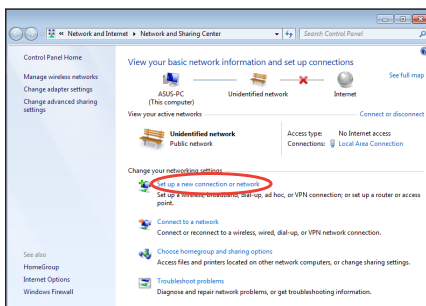 « Network and Internet ▸ Network and Sharing Center
Search Control Panel
Control Panel Home
Manage wireless networks
Change adapter settings
Change advanced sharing
settings
See also
HomeGroup
Internet Options
Windows Firewall
View your basic network information and set up connections
See full map
ASUS-PC
(This computer)
Unidentified network
Internet
View your active networks
Connect or disconnect
Unidentified network
Public network
Access type: No Internet access
Connections: Local Area Connection
Change your networking settings
Set up a new connection or network
Set up a wireless, broadband, dial-up, ad hoc, or VPN connection; or set up a router or access
point.
Connect to a network
Connect or reconnect to a wireless, wired, dial-up, or VPN network connection.
Choose homegroup and sharing options
Access files and printers located on other network computers, or change sharing settings.
Troubleshoot problems
Diagnose and repair network problems, or get troubleshooting information.